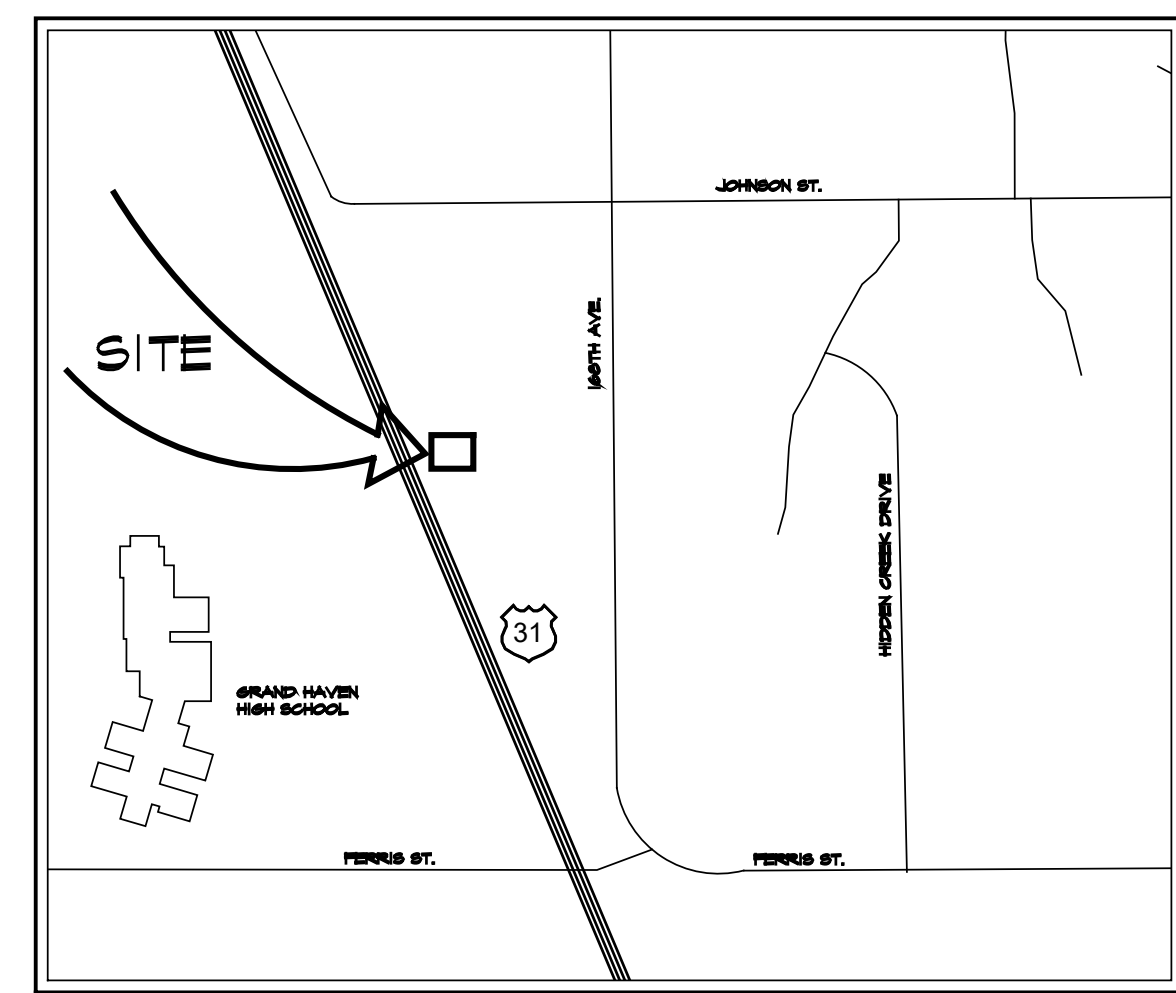 JOHNSON ST.
168TH AVE.
SITE
HIDDEN CREEK DRIVE
31
GRAND HAVEN
HIGH SCHOOL
FERRIS ST.
FERRIS ST.